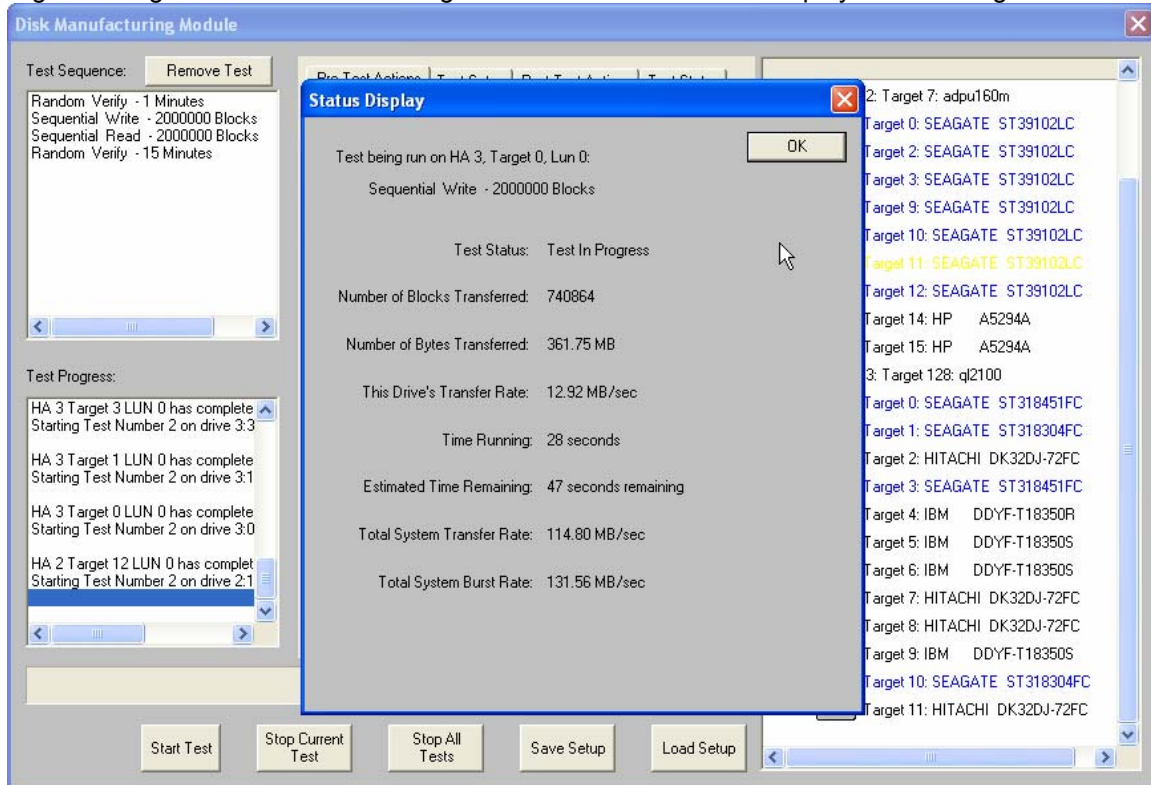 Disk Manufacturing Module
Test Sequence:
Remove Test
Random Verify - 1 Minutes
Sequential Write - 2000000 Blocks
Sequential Read - 2000000 Blocks
Random Verify - 15 Minutes
Test Progress:
HA 3 Target 3 LUN 0 has complete
Starting Test Number 2 on drive 3:3
HA 3 Target 1 LUN 0 has complete
Starting Test Number 2 on drive 3:1
HA 3 Target 0 LUN 0 has complete
Starting Test Number 2 on drive 3:0
HA 2 Target 12 LUN 0 has complet
Starting Test Number 2 on drive 2:1
Status Display
OK
Test being run on HA 3, Target 0, Lun 0:
Sequential Write - 2000000 Blocks
Test Status: Test In Progress
Number of Blocks Transferred: 740864
Number of Bytes Transferred: 361.75 MB
This Drive's Transfer Rate: 12.92 MB/sec
Time Running: 28 seconds
Estimated Time Remaining: 47 seconds remaining
Total System Transfer Rate: 114.80 MB/sec
Total System Burst Rate: 131.56 MB/sec
2: Target 7: adpu160m
Target 0: SEAGATE ST39102LC
Target 2: SEAGATE ST39102LC
Target 3: SEAGATE ST39102LC
Target 9: SEAGATE ST39102LC
Target 10: SEAGATE ST39102LC
Target 11: SEAGATE ST39102LC
Target 12: SEAGATE ST39102LC
Target 14: HP A5294A
Target 15: HP A5294A
3: Target 128: ql2100
Target 0: SEAGATE ST318451FC
Target 1: SEAGATE ST318304FC
Target 2: HITACHI DK32DJ-72FC
Target 3: SEAGATE ST318451FC
Target 4: IBM DDYF-T18350R
Target 5: IBM DDYF-T18350S
Target 6: IBM DDYF-T18350S
Target 7: HITACHI DK32DJ-72FC
Target 8: HITACHI DK32DJ-72FC
Target 9: IBM DDYF-T18350S
Target 10: SEAGATE ST318304FC
Target 11: HITACHI DK32DJ-72FC
Start Test
Stop Current Test
Stop All Tests
Save Setup
Load Setup